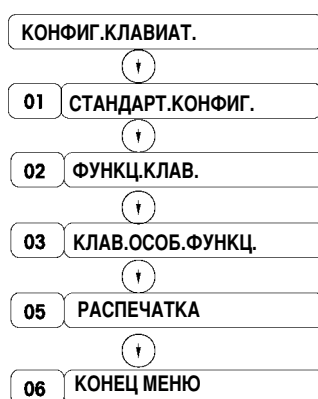 КОНФИГ.КЛАВИАТ.
01 СТАНДАРТ.КОНФИГ.
02 ФУНКЦ.КЛАВ.
03 КЛАВ.ОСОБ.ФУНКЦ.
05 РАСПЕЧАТКА
06 КОНЕЦ МЕНЮ